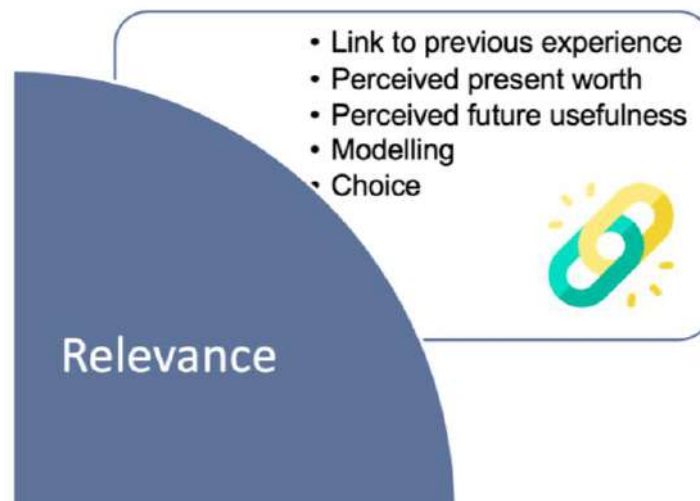 • Link to previous experience
• Perceived present worth
• Perceived future usefulness
• Modelling
• Choice
Relevance